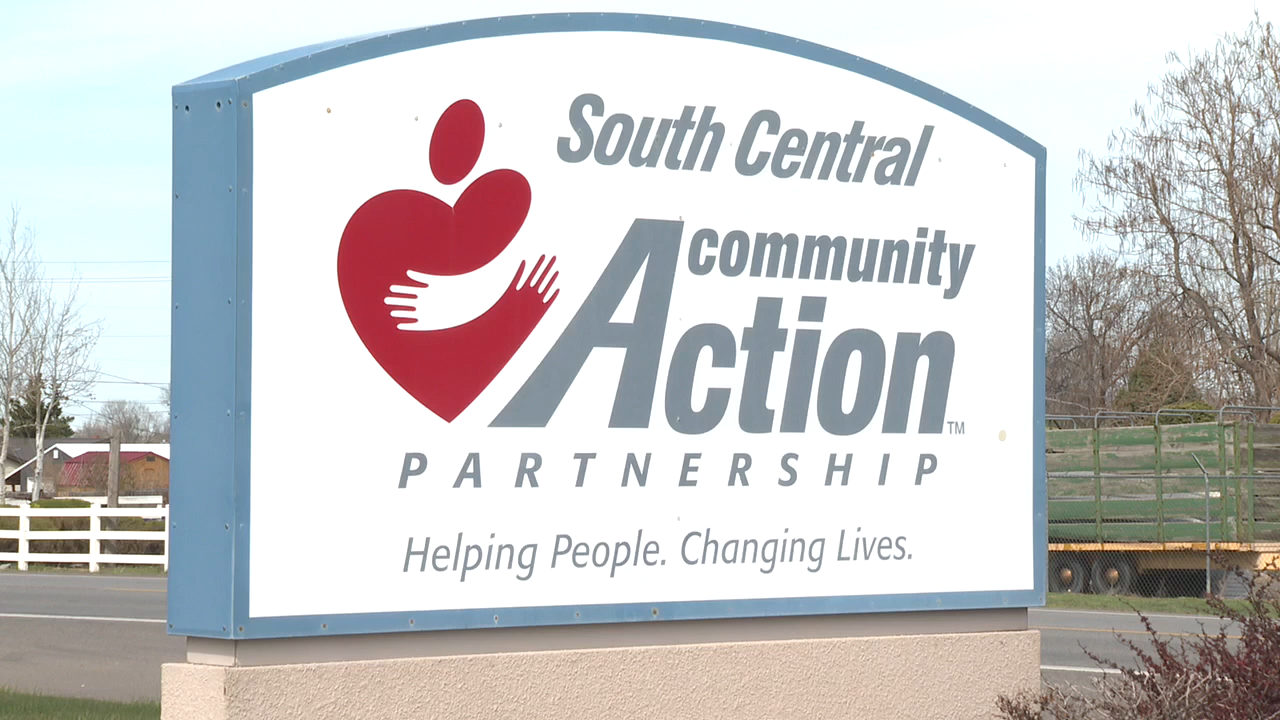 South Central
community
Action™
PARTNERSHIP
Helping People. Changing Lives.